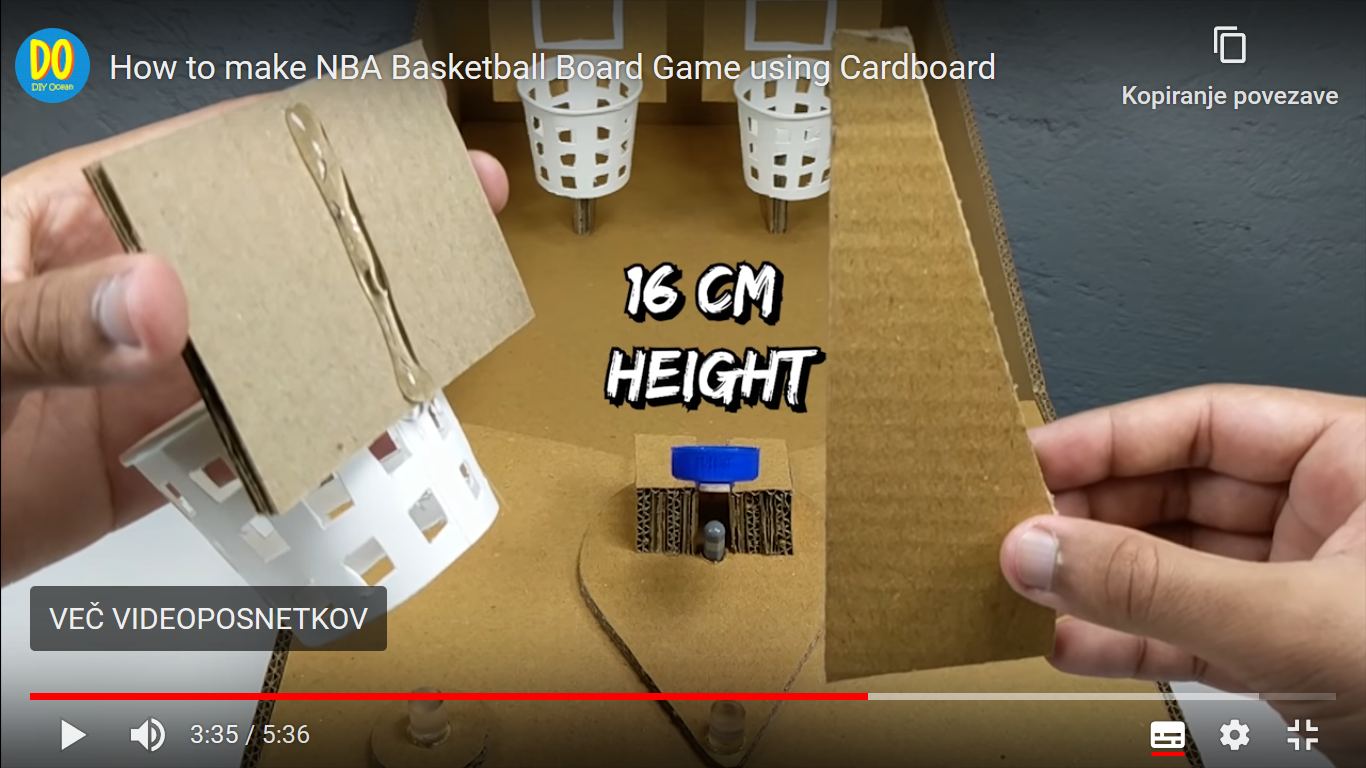 DO
DIY Ocean
How to make NBA Basketball Board Game using Cardboard
Kopiranje povezave
16 CM
HEIGHT
VEČ VIDEOPOSNETKOV
3:35 / 5:36